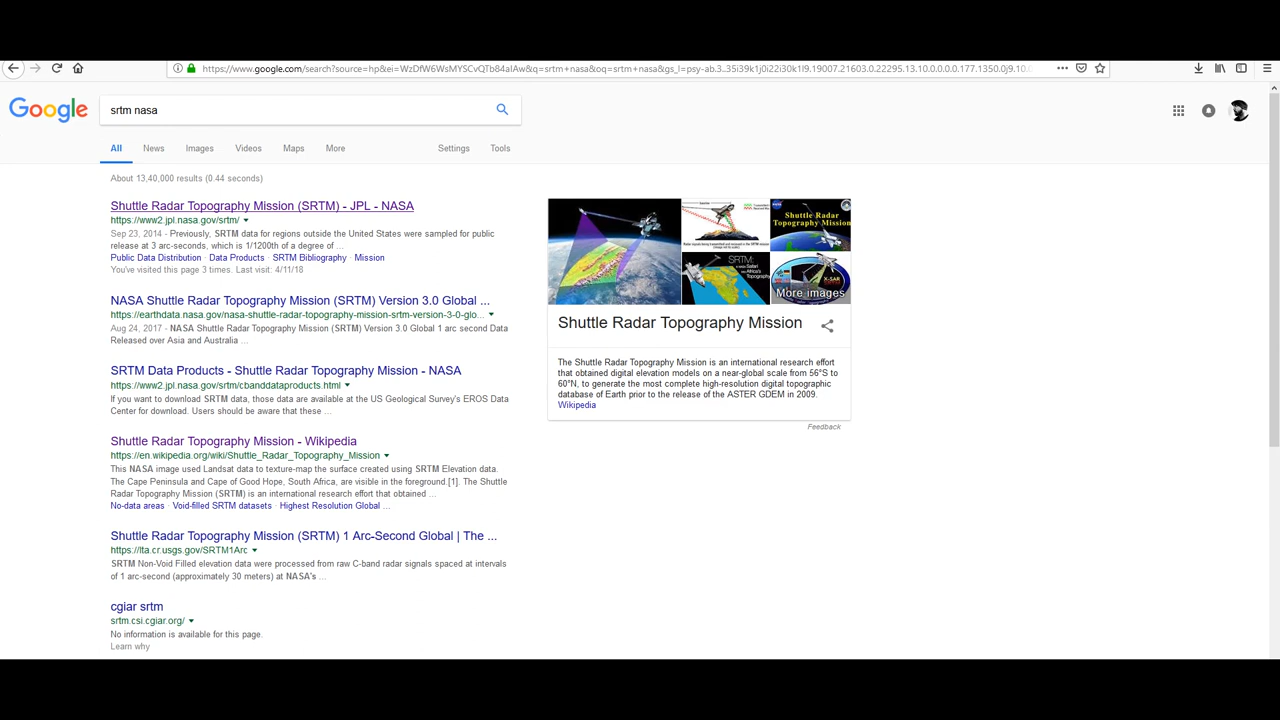 https://www.google.com/search?source=hp&ei=WzDfW6WsMYSCvQTb84aIAw&q=srtm+nasa&oq=srtm+nasa&gs_l=psy-ab.3..35i39k1j0i22i30k1l9.19007.21603.0.22295.13.10.0.0.0.0.177.1350.0j9.10.0
Google
srtm nasa
All News Images Videos Maps More Settings Tools
About 13,40,000 results (0.44 seconds)
Shuttle Radar Topography Mission (SRTM) - JPL - NASA
https://www2.jpl.nasa.gov/srtm/
Sep 23, 2014 - Previously, SRTM data for regions outside the United States were sampled for public
release at 3 arc-seconds, which is 1/1200th of a degree of ...
Public Data Distribution · Data Products · SRTM Bibliography · Mission
You've visited this page 3 times. Last visit: 4/11/18
NASA Shuttle Radar Topography Mission (SRTM) Version 3.0 Global ...
https://earthdata.nasa.gov/nasa-shuttle-radar-topography-mission-srtm-version-3-0-glo...
Aug 24, 2017 - NASA Shuttle Radar Topography Mission (SRTM) Version 3.0 Global 1 arc second Data
Released over Asia and Australia ...
SRTM Data Products - Shuttle Radar Topography Mission - NASA
https://www2.jpl.nasa.gov/srtm/cbanddataproducts.html
If you want to download SRTM data, those data are available at the US Geological Survey's EROS Data
Center for download. Users should be aware that these ...
Shuttle Radar Topography Mission - Wikipedia
https://en.wikipedia.org/wiki/Shuttle_Radar_Topography_Mission
This NASA image used Landsat data to texture-map the surface created using SRTM Elevation data.
The Cape Peninsula and Cape of Good Hope, South Africa, are visible in the foreground.[1]. The Shuttle
Radar Topography Mission (SRTM) is an international research effort that obtained ...
No-data areas · Void-filled SRTM datasets · Highest Resolution Global ...
Shuttle Radar Topography Mission (SRTM) 1 Arc-Second Global | The ...
https://lta.cr.usgs.gov/SRTM1Arc
SRTM Non-Void Filled elevation data were processed from raw C-band radar signals spaced at intervals
of 1 arc-second (approximately 30 meters) at NASA's ...
cgiar srtm
srtm.csi.cgiar.org/
No information is available for this page.
Learn why
Shuttle Radar
Topography Mission
SRTM:
X-SAR
More images
Shuttle Radar Topography Mission
The Shuttle Radar Topography Mission is an international research effort
that obtained digital elevation models on a near-global scale from 56°S to
60°N, to generate the most complete high-resolution digital topographic
database of Earth prior to the release of the ASTER GDEM in 2009.
Wikipedia
Feedback